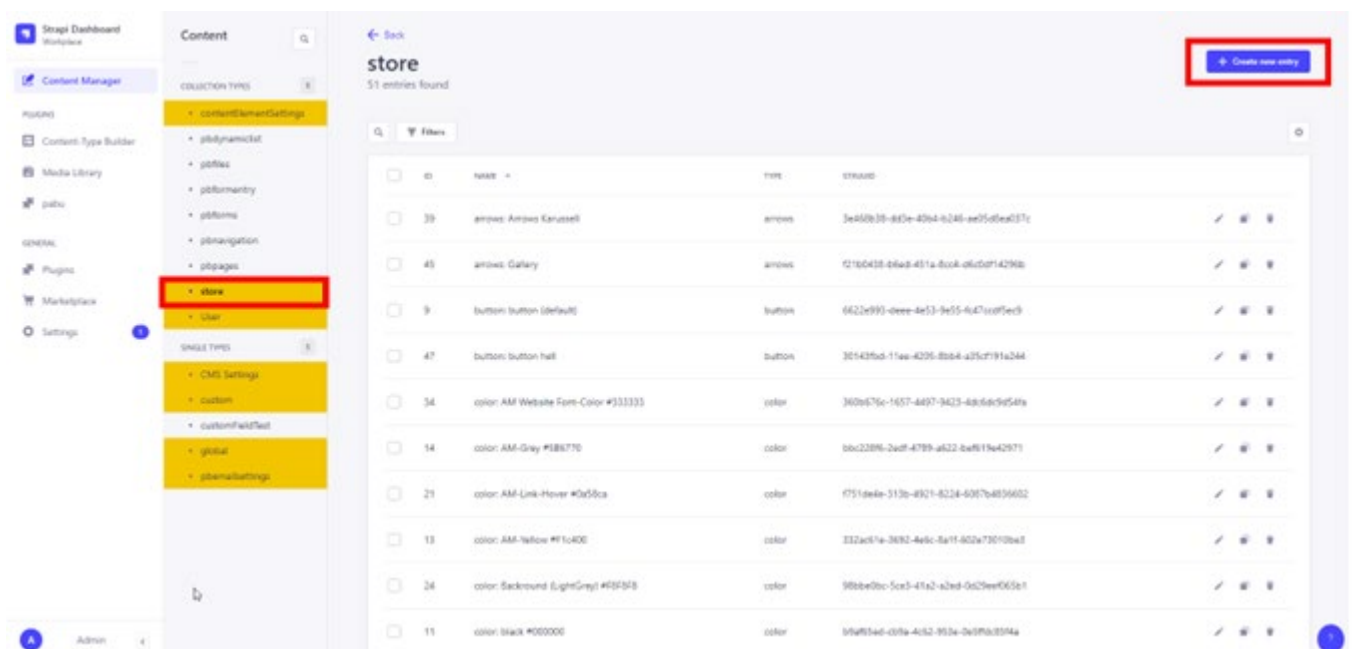 Strapi Dashboard
Workplace
Content Manager
PLUGINS
Content-Type Builder
Media Library
pabu
GENERAL
Plugins
Marketplace
Settings
1
A
Admin
Content
COLLECTION TYPES
contentElementSettings
pbdynamiclist
pbfiles
pbformentry
pbforms
pbnavigation
pbpages
store
User
SINGLE TYPES
CMS Settings
custom
customFieldTest
global
pbemailsettings
Back
store
51 entries found
Create new entry
Filters
ID NAME TYPE
39 arrows: Arrows Karussell arrows
45 arrows: Gallery arrows
9 button: button (default) button
47 button: button hell button
34 color: AM Website Font-Color #333333 color
14 color: AM-Grey color
21 color: AM-Link-Hover #0a58ca color
13 color: AM-Yellow #F1c400 color
24 color: Backround (LightGrey) #F8F8F8 color
11 color: black #000000 color
?